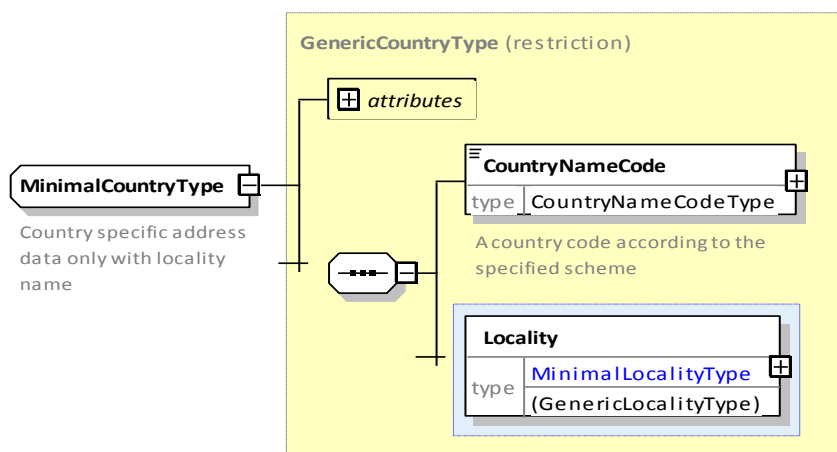 GenericCountryType (restriction)
attributes
MinimalCountryType
Country specific address
data only with locality
name
CountryNameCode
type CountryNameCodeType
A country code according to the
specified scheme
Locality
type MinimalLocalityType
(GenericLocalityType)